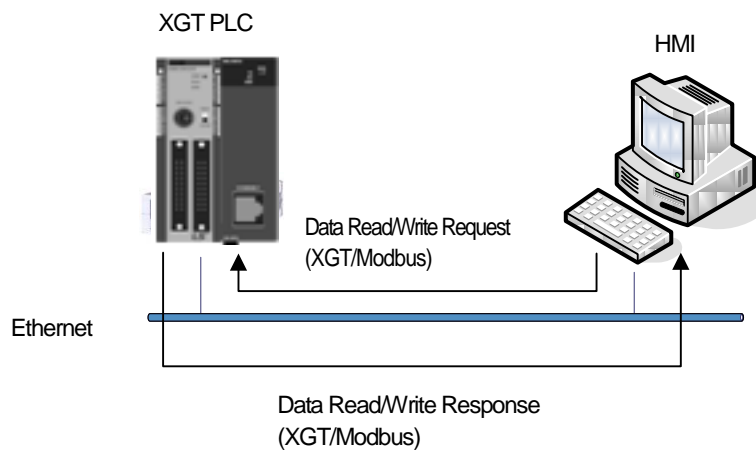 XGT PLC
HMI
Data Read/Write Request
(XGT/Modbus)
Ethernet
Data Read/Write Response
(XGT/Modbus)